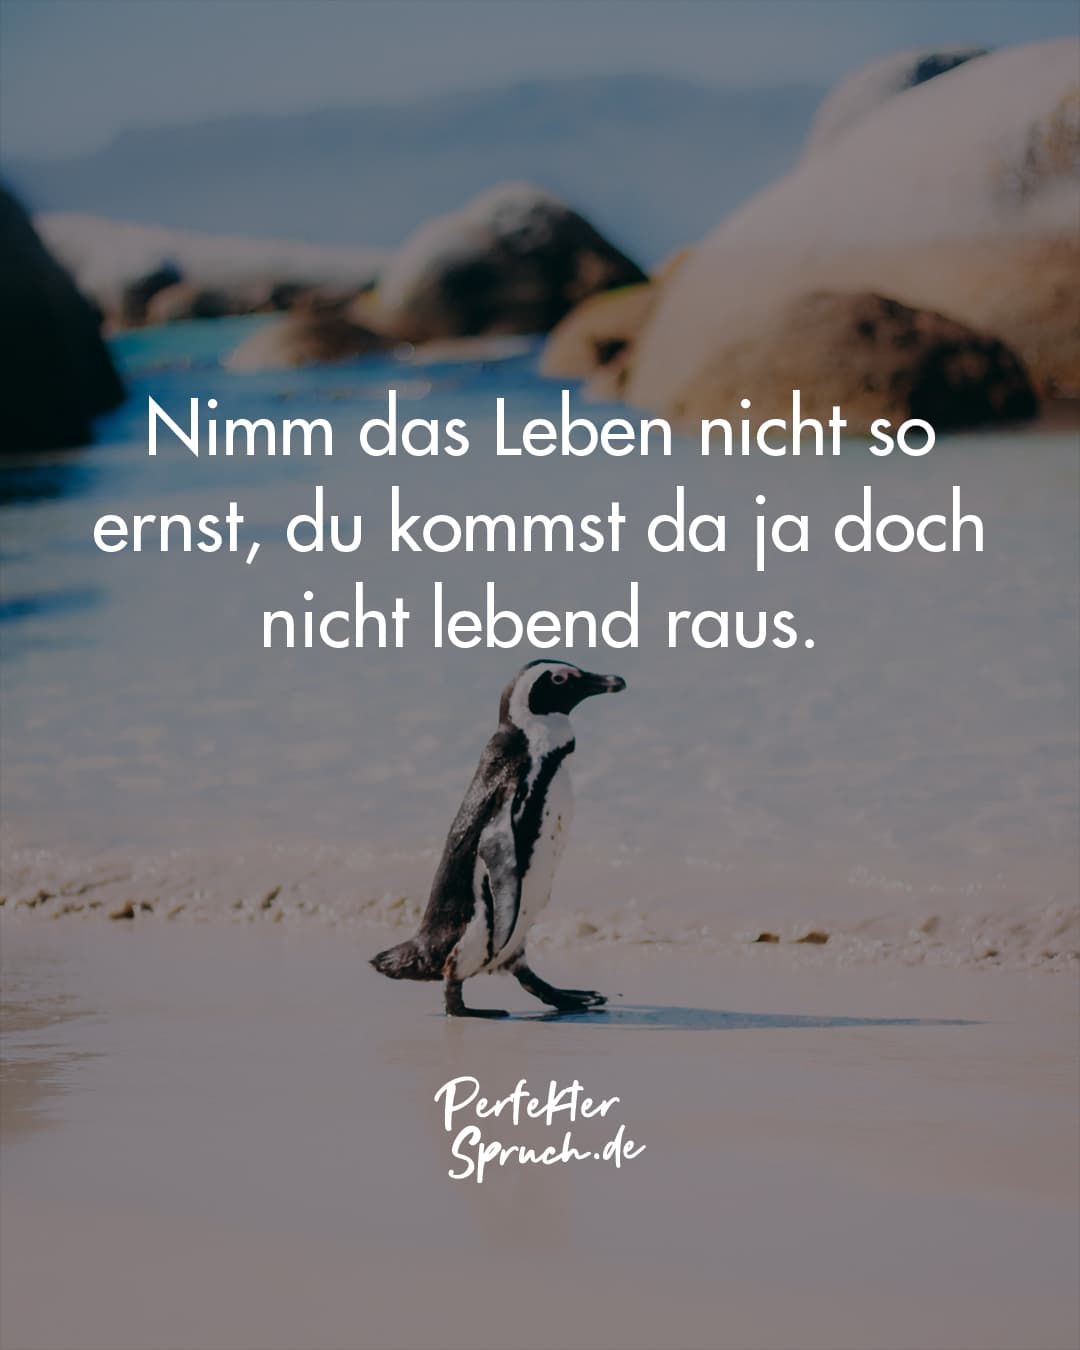 Nimm das Leben nicht so
ernst, du kommst da ja doch
nicht lebend raus.
Perfekter
Spruch.de